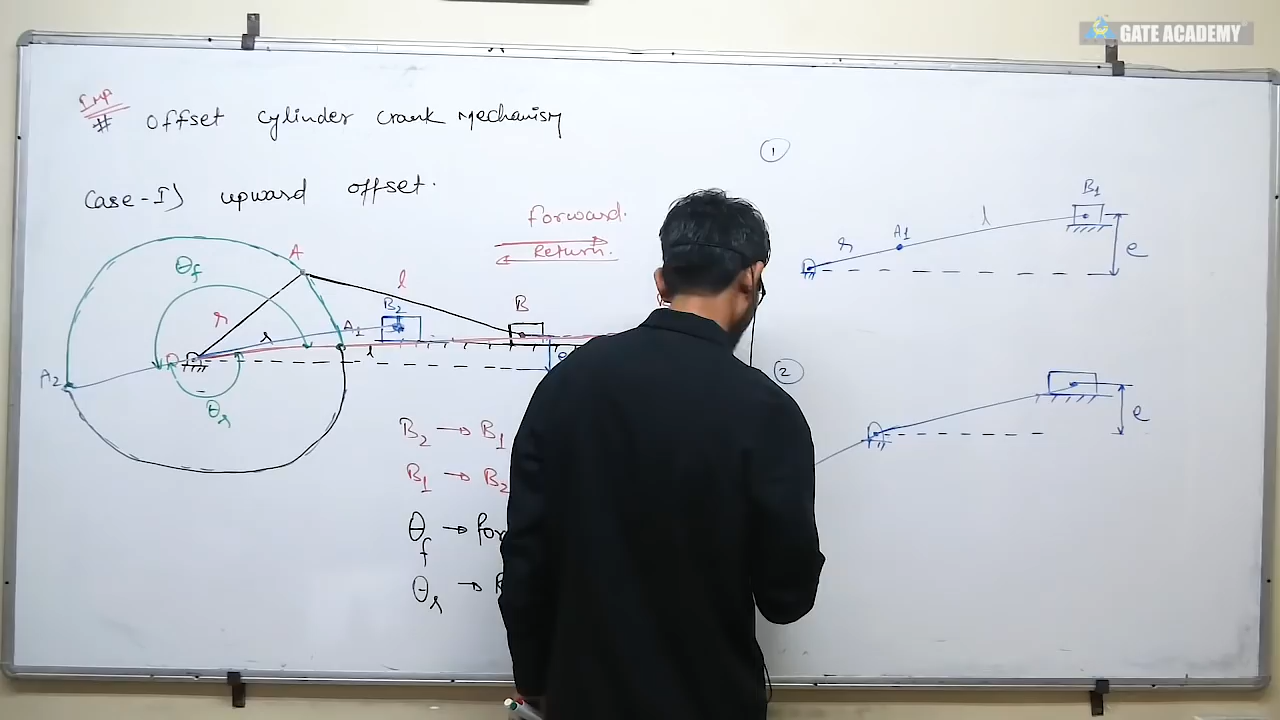 GATE ACADEMY
Imp
# offset cylinder crank Mechanism
Case-I) upward offset.
forward.
Return.
θf
A
r
l
B2
B
r
A1
l
A2
θr
B2 → B1
B1 → B2
θf → for
θr →
1
B1
A1
r
l
e
2
e